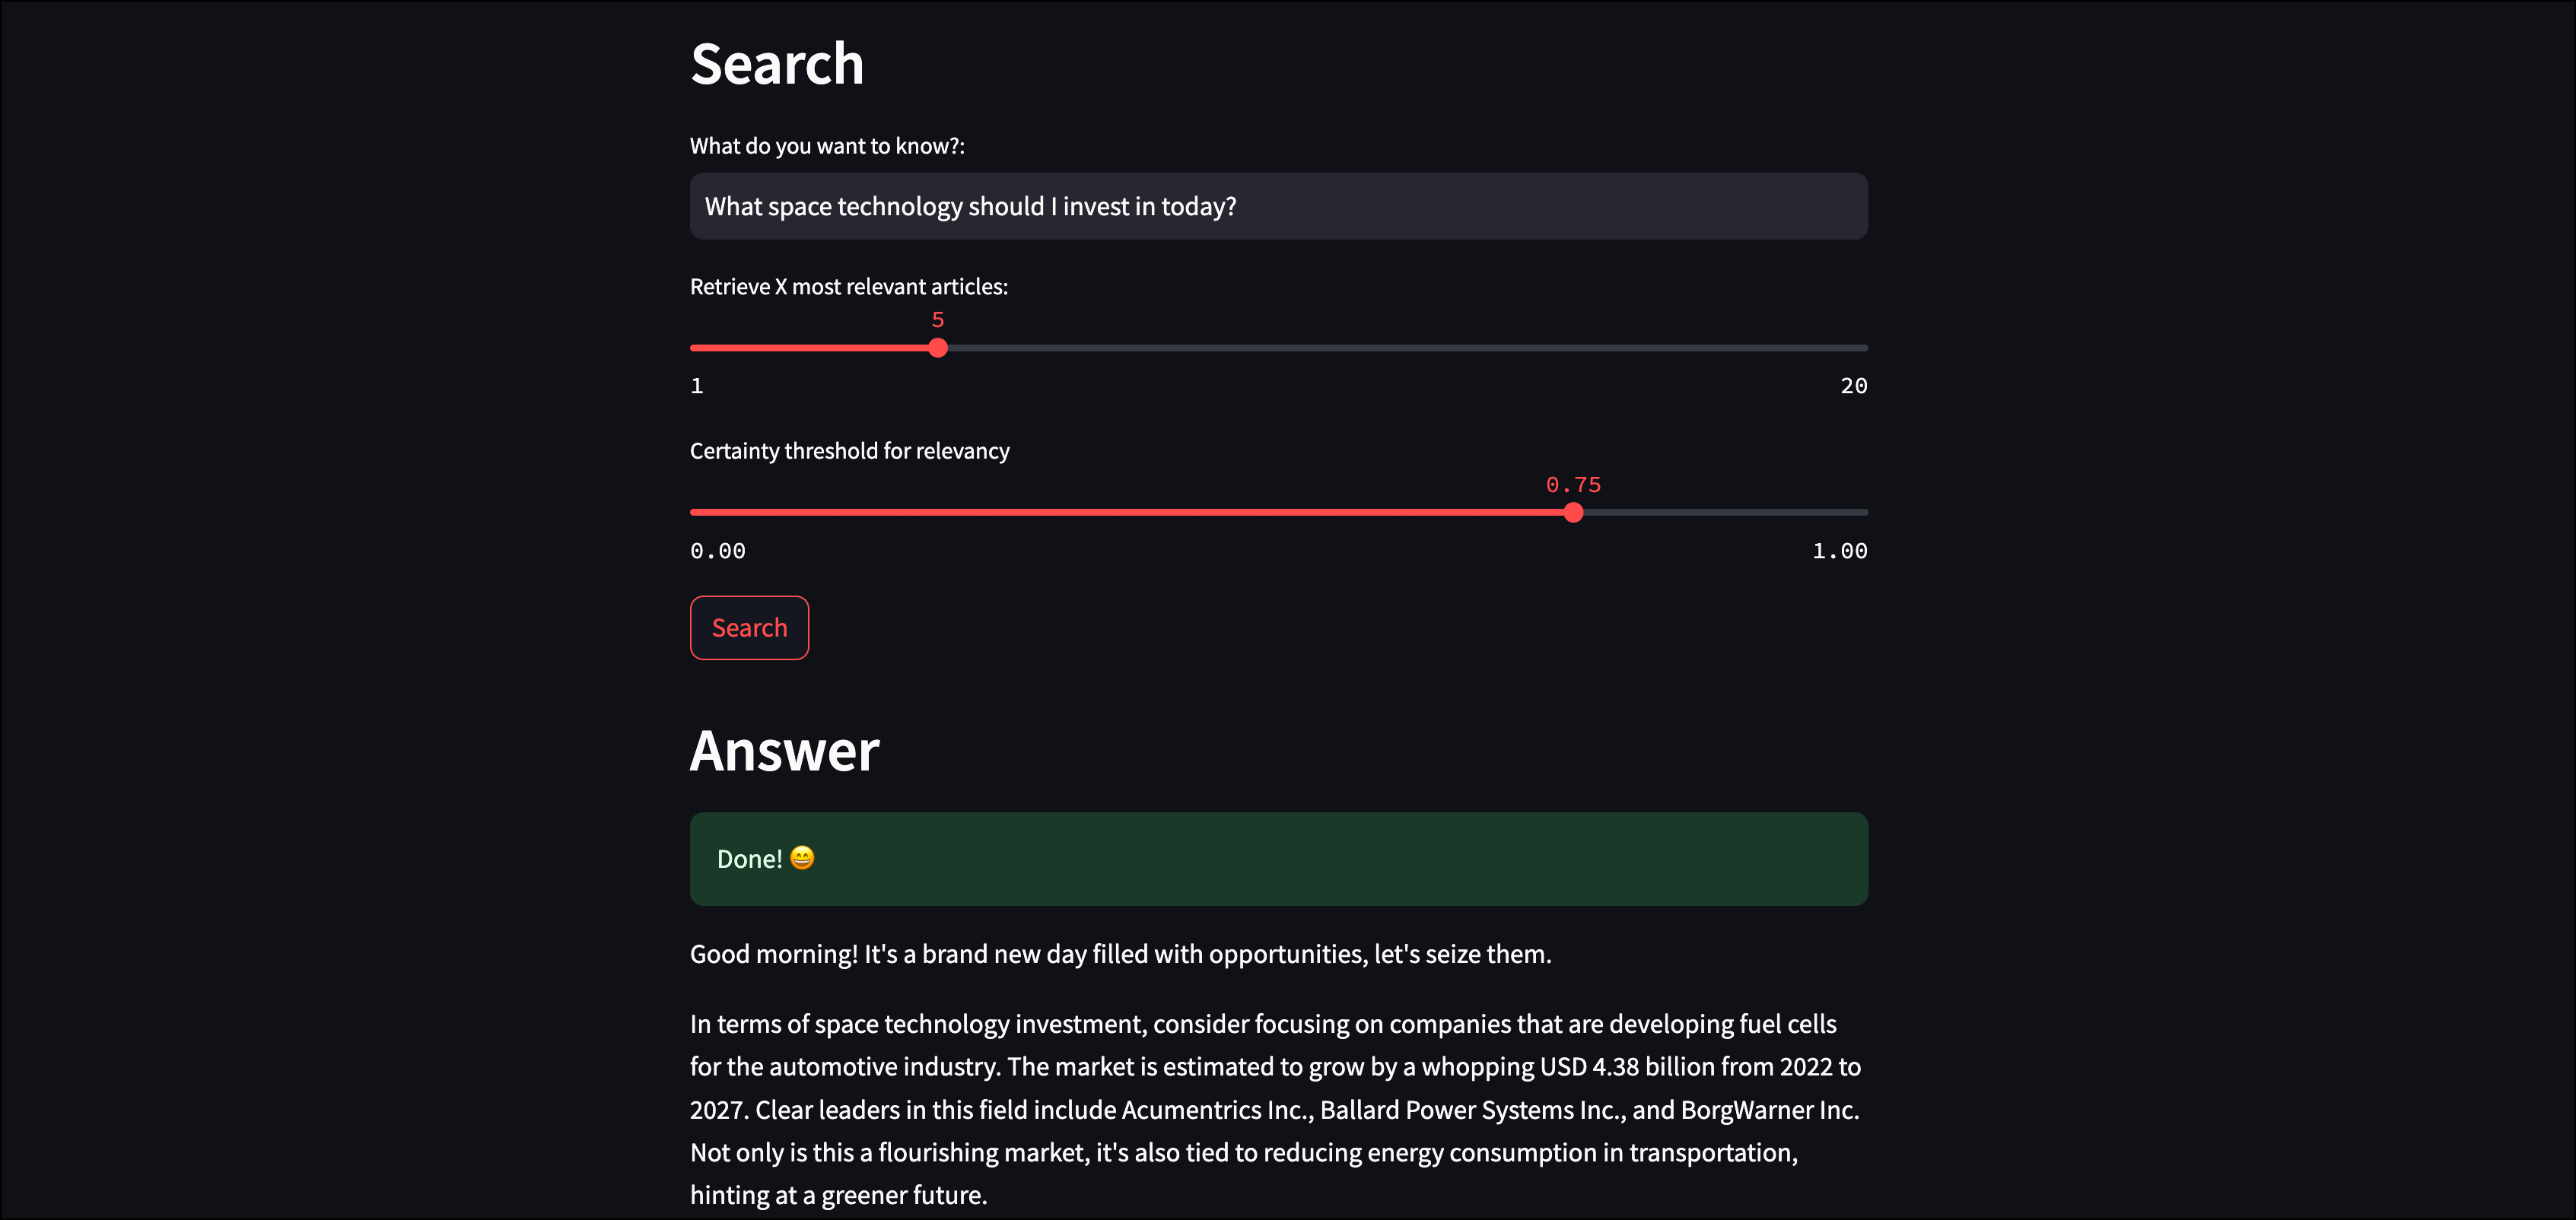 Search
What do you want to know?:
What space technology should I invest in today?
Retrieve X most relevant articles:
5
1 20
Certainty threshold for relevancy
0.75
0.00 1.00
Search
Answer
Done! 😄
Good morning! It's a brand new day filled with opportunities, let's seize them.
In terms of space technology investment, consider focusing on companies that are developing fuel cells
for the automotive industry. The market is estimated to grow by a whopping USD 4.38 billion from 2022 to
2027. Clear leaders in this field include Acumentrics Inc., Ballard Power Systems Inc., and BorgWarner Inc.
Not only is this a flourishing market, it's also tied to reducing energy consumption in transportation,
hinting at a greener future.